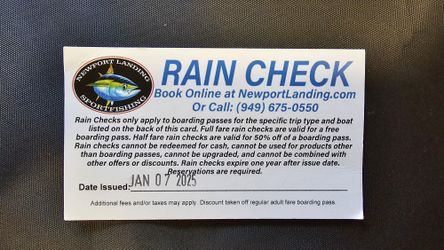 NEWPORT LANDING
SPORTFISHING
RAIN CHECK
Book Online at NewportLanding.com
Or Call: (949) 675-0550
Rain Checks only apply to boarding passes for the specific trip type and boat
listed on the back of this card. Full fare rain checks are valid for a free
boarding pass. Half fare rain checks are valid for 50% off of a boarding pass.
Rain checks cannot be redeemed for cash, cannot be used for products other
than boarding passes, cannot be upgraded, and cannot be combined with
other offers or discounts. Rain checks expire one year after issue date.
Reservations are required.
Date Issued: JAN 07 2025
Additional fees and/or taxes may apply. Discount taken off regular adult fare boarding pass.